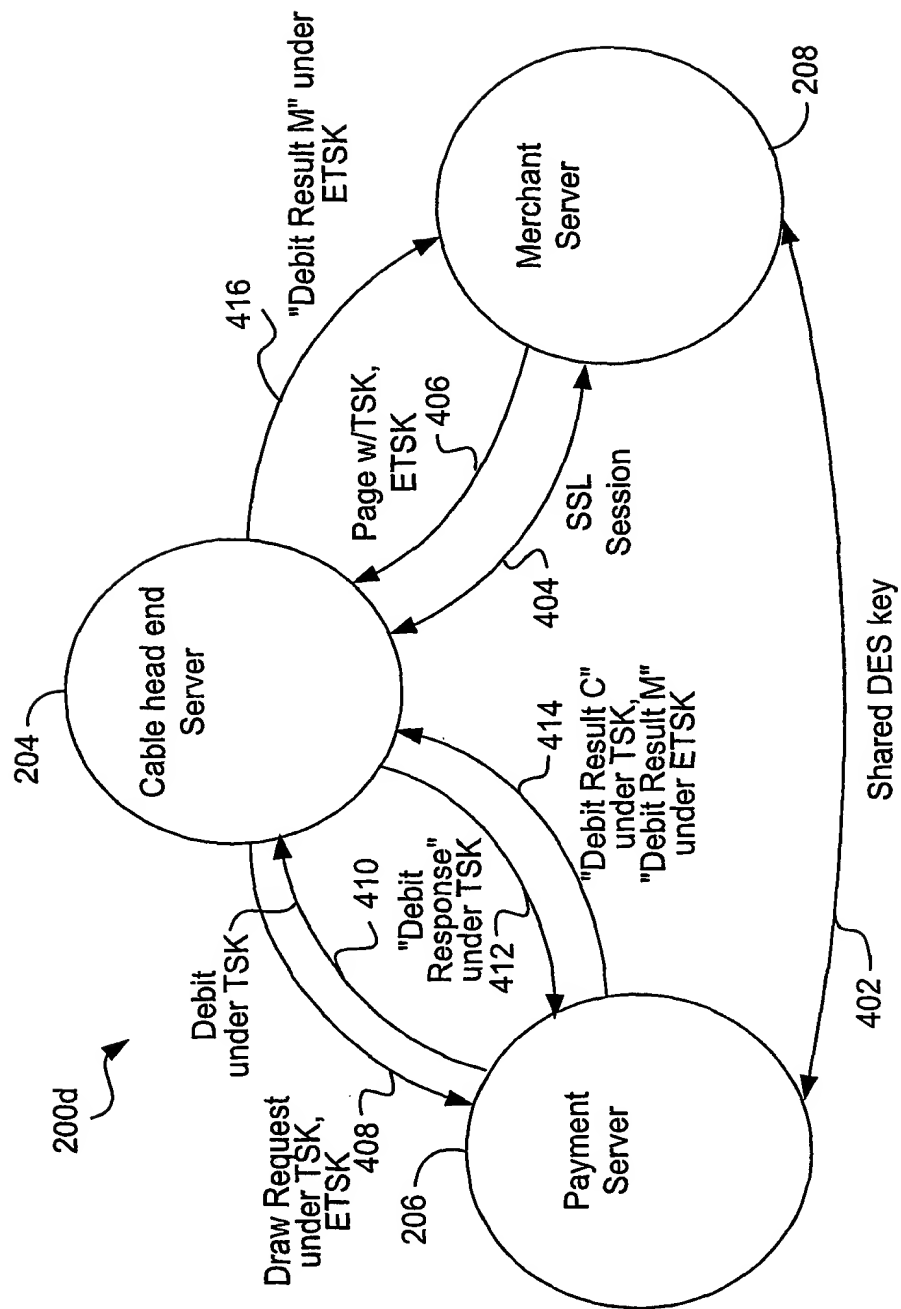 200d
204
Cable head end
Server
416
"Debit Result M" under
ETSK
Page w/TSK,
ETSK
406
SSL
Session
404
Merchant
Server
208
Debit
under TSK
410
Draw Request
under TSK,
ETSK
408
"Debit
Response"
under TSK
412
414
"Debit Result C"
under TSK,
"Debit Result M"
under ETSK
206
Payment
Server
402
Shared DES key